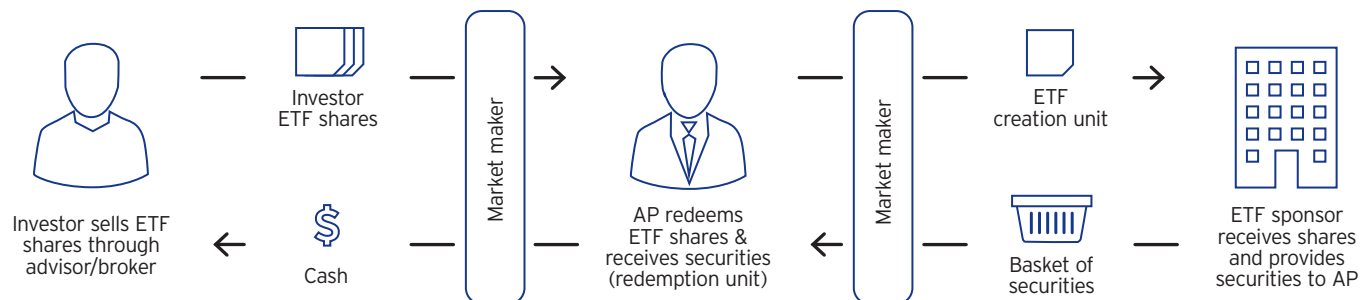 Investor sells ETF
shares through
advisor/broker
Investor
ETF shares
$
Cash
Market maker
AP redeems
ETF shares &
receives securities
(redemption unit)
Market maker
ETF
creation unit
Basket of
securities
ETF sponsor
receives shares
and provides
securities to AP